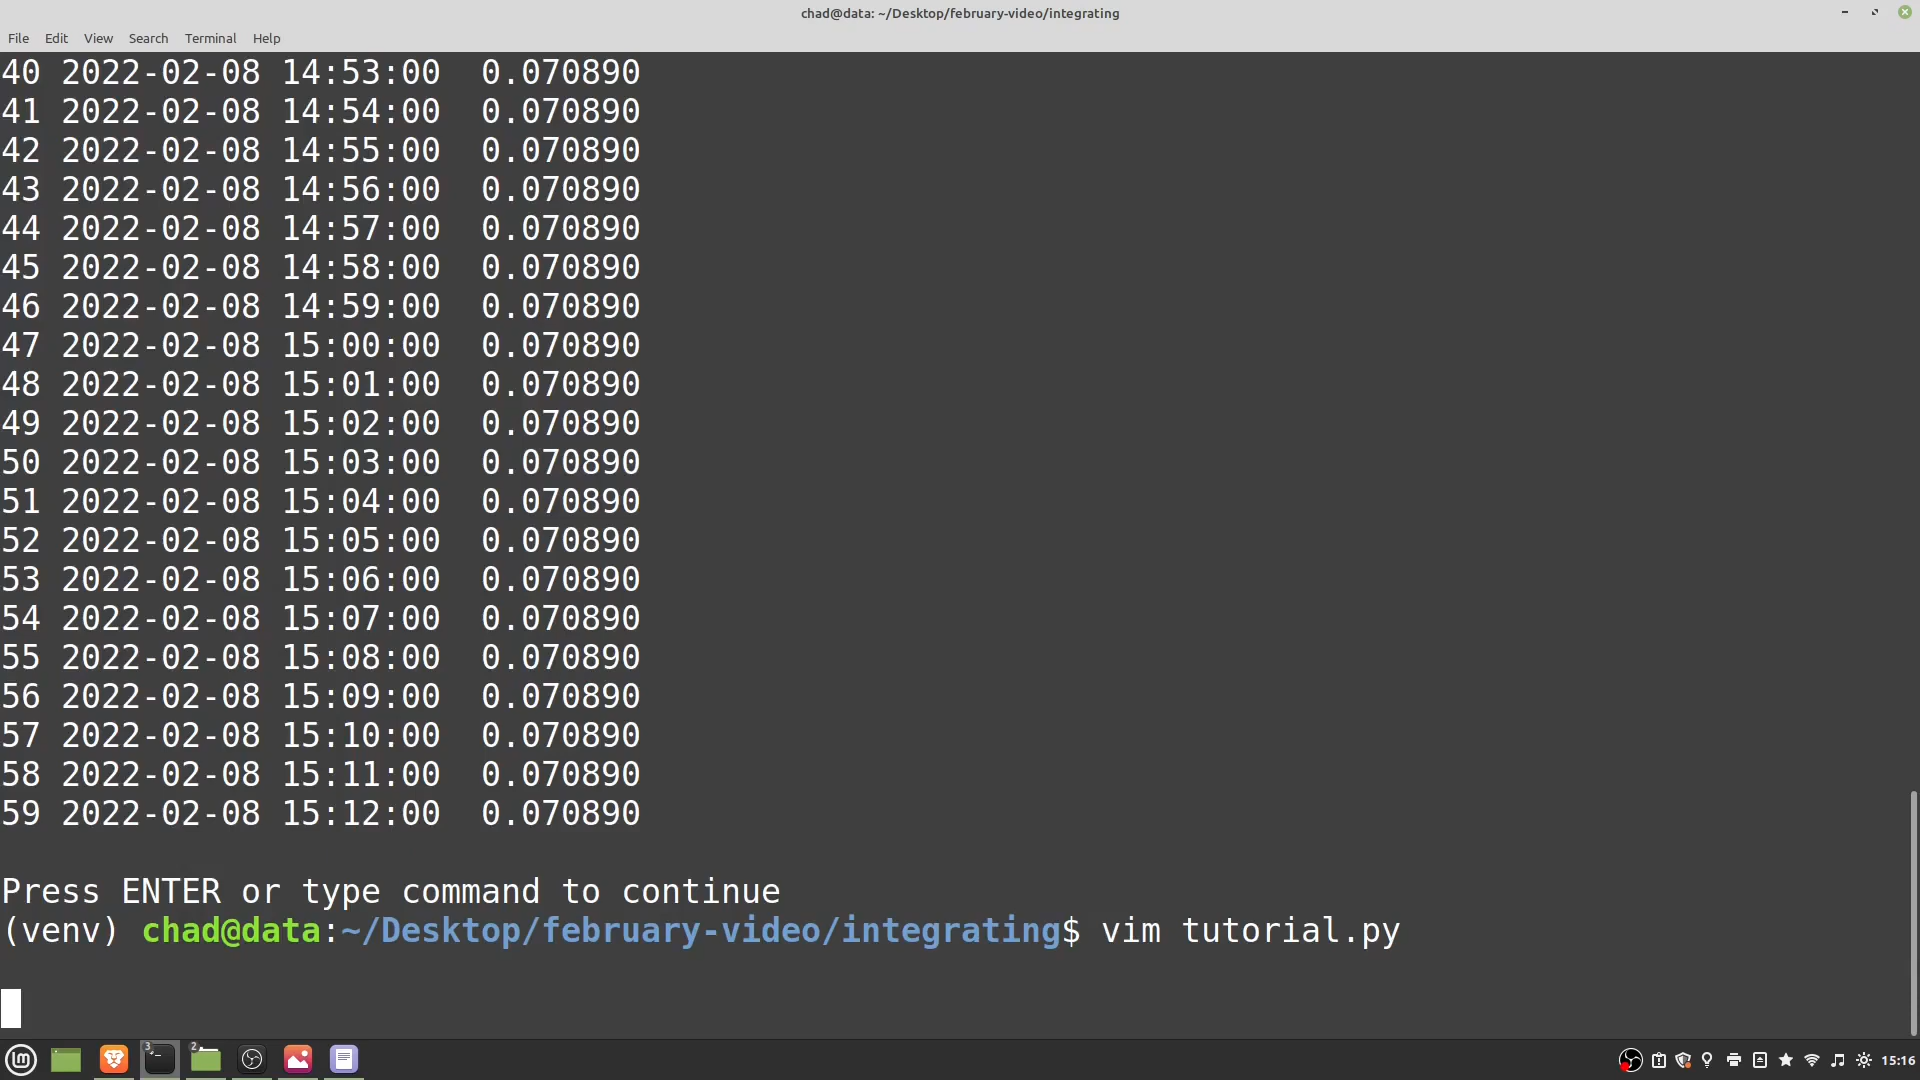 chad@data: ~/Desktop/february-video/integrating
File Edit View Search Terminal Help
40 2022-02-08 14:53:00  0.070890
41 2022-02-08 14:54:00  0.070890
42 2022-02-08 14:55:00  0.070890
43 2022-02-08 14:56:00  0.070890
44 2022-02-08 14:57:00  0.070890
45 2022-02-08 14:58:00  0.070890
46 2022-02-08 14:59:00  0.070890
47 2022-02-08 15:00:00  0.070890
48 2022-02-08 15:01:00  0.070890
49 2022-02-08 15:02:00  0.070890
50 2022-02-08 15:03:00  0.070890
51 2022-02-08 15:04:00  0.070890
52 2022-02-08 15:05:00  0.070890
53 2022-02-08 15:06:00  0.070890
54 2022-02-08 15:07:00  0.070890
55 2022-02-08 15:08:00  0.070890
56 2022-02-08 15:09:00  0.070890
57 2022-02-08 15:10:00  0.070890
58 2022-02-08 15:11:00  0.070890
59 2022-02-08 15:12:00  0.070890
Press ENTER or type command to continue
(venv) chad@data:~/Desktop/february-video/integrating$ vim tutorial.py
3 2 15:16